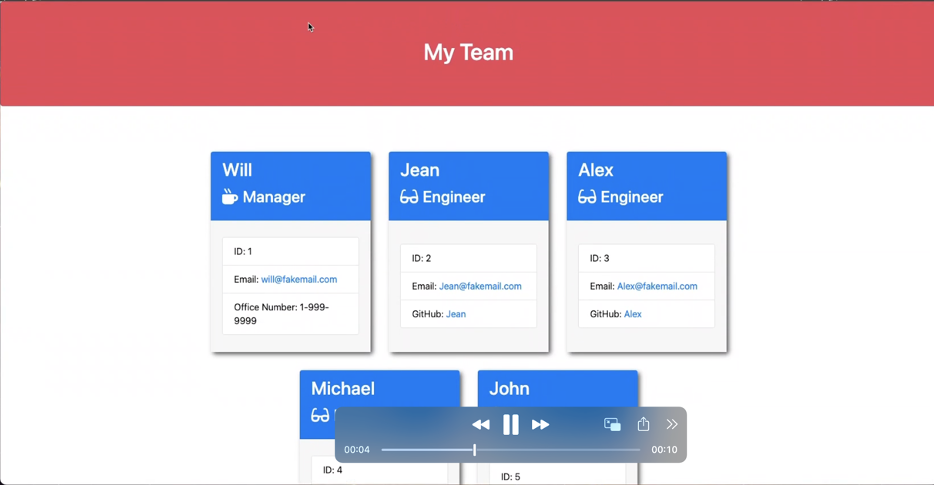 My Team
Will
Manager
ID: 1
Email: will@fakemail.com
Office Number: 1-999-
9999
Jean
Engineer
ID: 2
Email: Jean@fakemail.com
GitHub: Jean
Alex
Engineer
ID: 3
Email: Alex@fakemail.com
GitHub: Alex
Michael
ID: 4
John
ID: 5
00:04
00:10